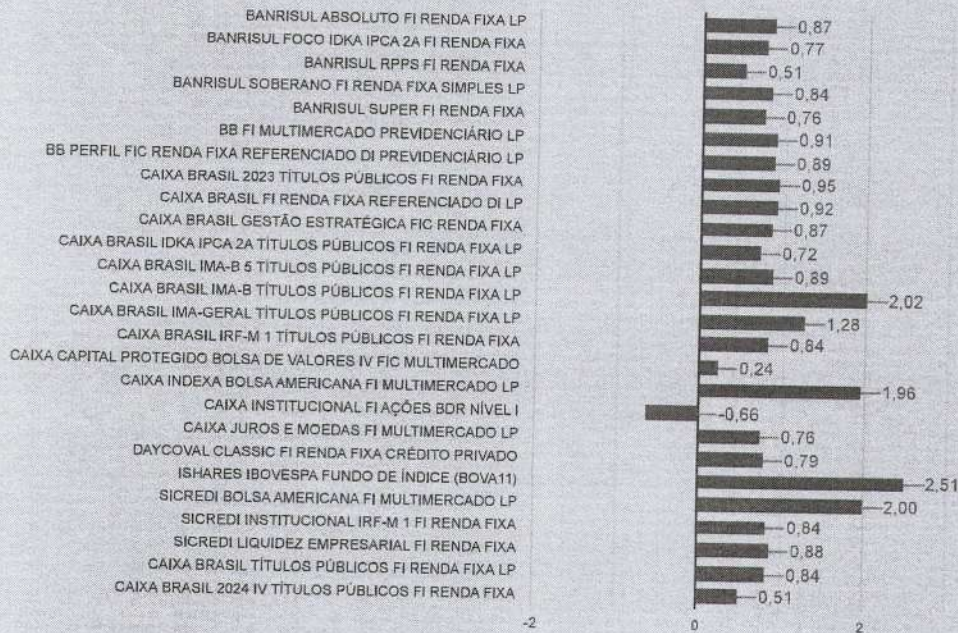 BANRISUL ABSOLUTO FI RENDA FIXA LP 0,87
BANRISUL FOCO IDKA IPCA 2A FI RENDA FIXA 0,77
BANRISUL RPPS FI RENDA FIXA 0,51
BANRISUL SOBERANO FI RENDA FIXA SIMPLES LP 0,84
BANRISUL SUPER FI RENDA FIXA 0,76
BB FI MULTIMERCADO PREVIDENCIÁRIO LP 0,91
BB PERFIL FIC RENDA FIXA REFERENCIADO DI PREVIDENCIÁRIO LP 0,89
CAIXA BRASIL 2023 TÍTULOS PÚBLICOS FI RENDA FIXA 0,95
CAIXA BRASIL FI RENDA FIXA REFERENCIADO DI LP 0,92
CAIXA BRASIL GESTÃO ESTRATÉGICA FIC RENDA FIXA 0,87
CAIXA BRASIL IDKA IPCA 2A TÍTULOS PÚBLICOS FI RENDA FIXA LP 0,72
CAIXA BRASIL IMA-B 5 TÍTULOS PÚBLICOS FI RENDA FIXA LP 0,89
CAIXA BRASIL IMA-B TÍTULOS PÚBLICOS FI RENDA FIXA LP 2,02
CAIXA BRASIL IMA-GERAL TÍTULOS PÚBLICOS FI RENDA FIXA LP 1,28
CAIXA BRASIL IRF-M 1 TÍTULOS PÚBLICOS FI RENDA FIXA 0,84
CAIXA CAPITAL PROTEGIDO BOLSA DE VALORES IV FIC MULTIMERCADO 0,24
CAIXA INDEXA BOLSA AMERICANA FI MULTIMERCADO LP 1,96
CAIXA INSTITUCIONAL FI AÇÕES BDR NÍVEL I -0,66
CAIXA JUROS E MOEDAS FI MULTIMERCADO LP 0,76
DAYCOVAL CLASSIC FI RENDA FIXA CRÉDITO PRIVADO 0,79
ISHARES IBOVESPA FUNDO DE ÍNDICE (BOVA11) 2,51
SICREDI BOLSA AMERICANA FI MULTIMERCADO LP 2,00
SICREDI INSTITUCIONAL IRF-M 1 FI RENDA FIXA 0,84
SICREDI LIQUIDEZ EMPRESARIAL FI RENDA FIXA 0,88
CAIXA BRASIL TÍTULOS PÚBLICOS FI RENDA FIXA LP 0,84
CAIXA BRASIL 2024 IV TÍTULOS PÚBLICOS FI RENDA FIXA 0,51
-2 0 2